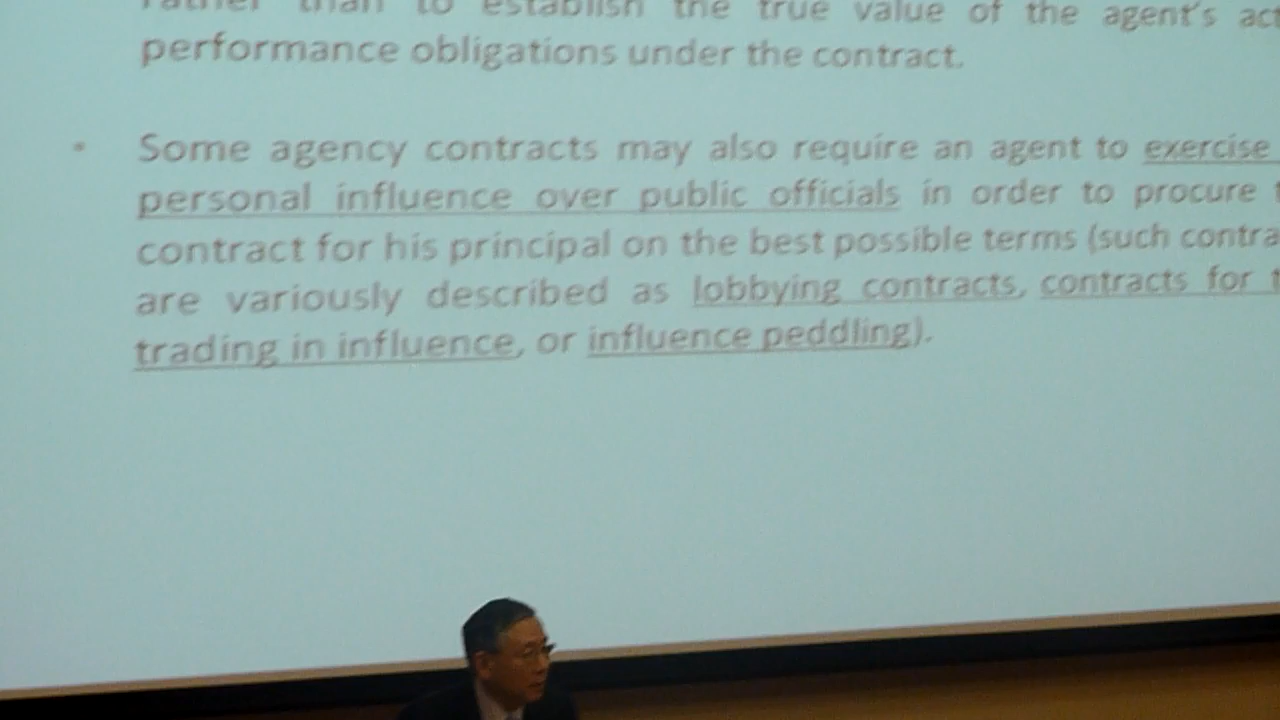 rather than to establish the true value of the agent's act
performance obligations under the contract.
• Some agency contracts may also require an agent to exercise
personal influence over public officials in order to procure t
contract for his principal on the best possible terms (such contra
are variously described as lobbying contracts, contracts for t
trading in influence, or influence peddling).